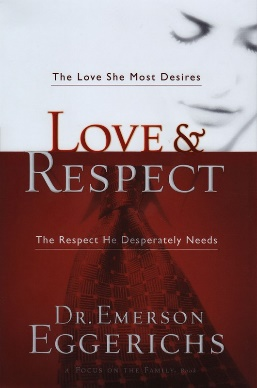 The Love She Most Desires
LOVE &
RESPECT
The Respect He Desperately Needs
DR. EMERSON
EGGERICHS
A FOCUS ON THE FAMILY BOOK